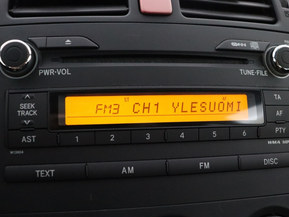 PWR·VOL
TUNE·FILE
SEEK
TRACK
FM3 CH1 YLESUOMI
TA
AF
PTY
AST
1 2 3 4 5 6
TEXT AM FM DISC